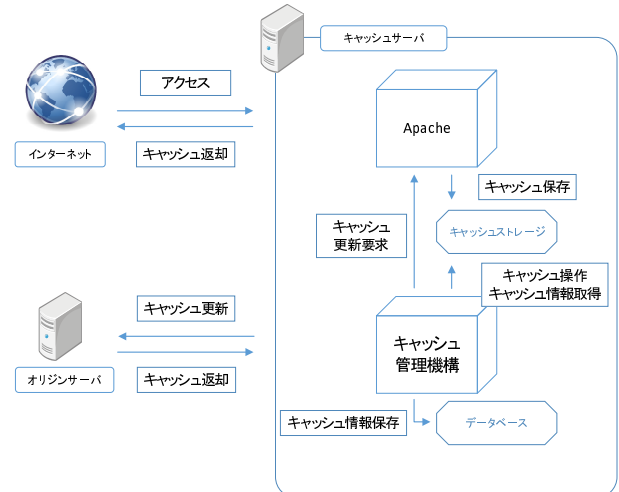 キャッシュサーバ
アクセス
Apache
インターネット
キャッシュ返却
キャッシュ保存
キャッシュ
更新要求
キャッシュストレージ
キャッシュ操作
キャッシュ情報取得
キャッシュ更新
キャッシュ
管理機構
オリジンサーバ
キャッシュ返却
キャッシュ情報保存
データベース